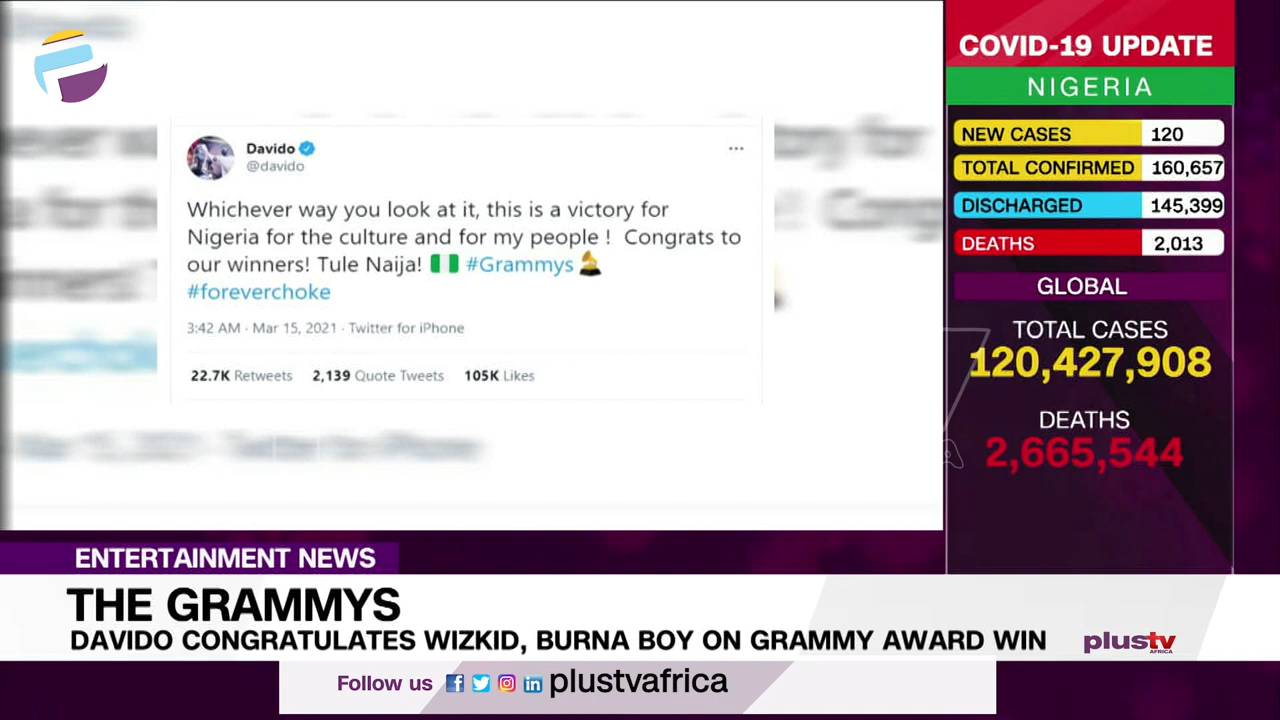 Davido
@davido
Whichever way you look at it, this is a victory for
Nigeria for the culture and for my people ! Congrats to
our winners! Tule Naija! 🇳🇬 #Grammys
#foreverchoke
3:42 AM · Mar 15, 2021 · Twitter for iPhone
22.7K Retweets 2,139 Quote Tweets 105K Likes
COVID-19 UPDATE
NIGERIA
NEW CASES 120
TOTAL CONFIRMED 160,657
DISCHARGED 145,399
DEATHS 2,013
GLOBAL
TOTAL CASES
120,427,908
DEATHS
2,665,544
ENTERTAINMENT NEWS
THE GRAMMYS
DAVIDO CONGRATULATES WIZKID, BURNA BOY ON GRAMMY AWARD WIN
plustv
AFRICA
Follow us plustvafrica